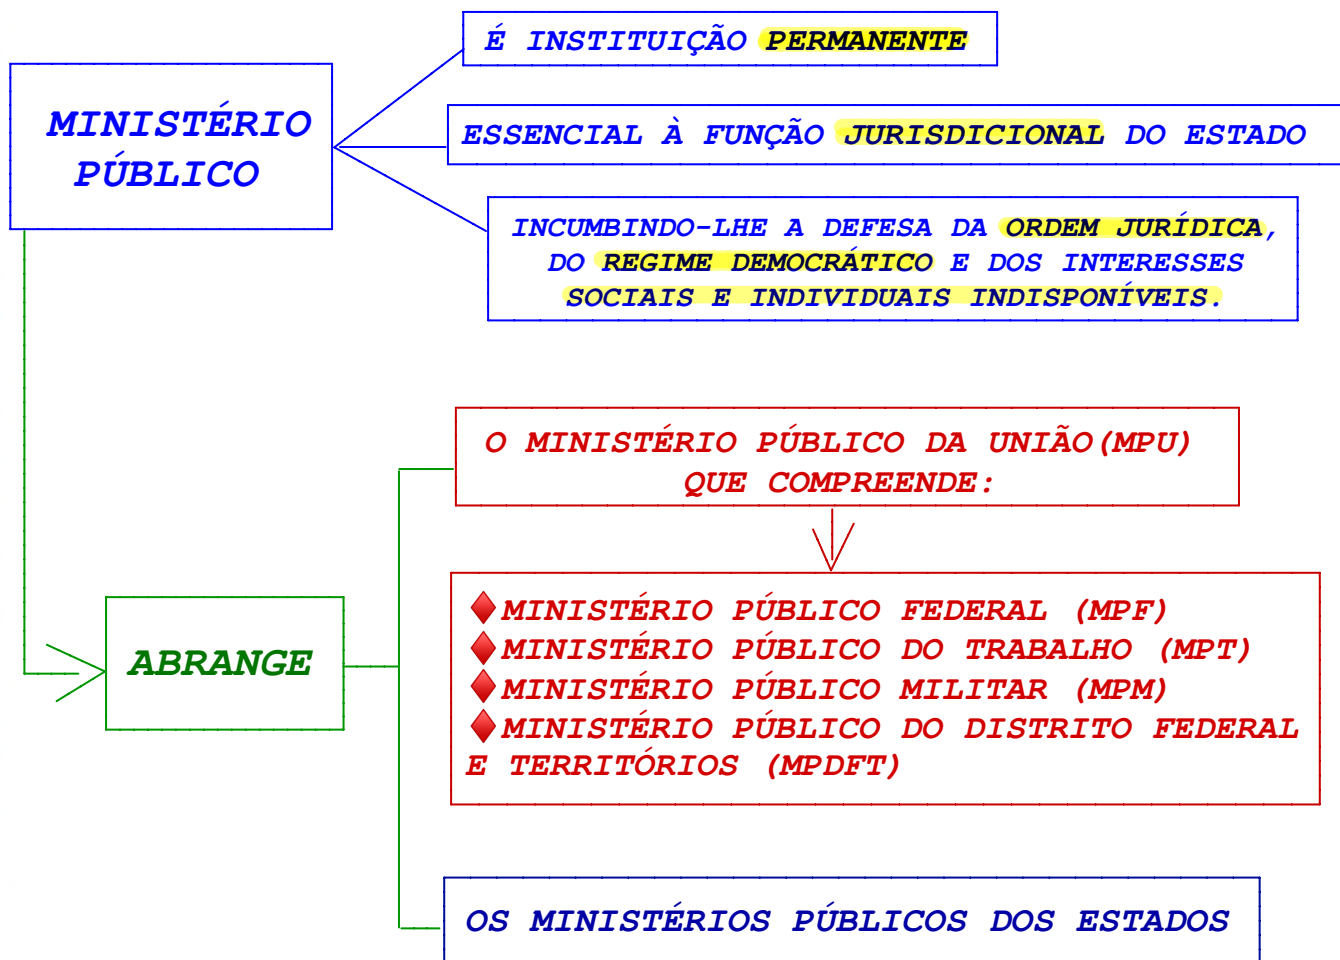 É INSTITUIÇÃO PERMANENTE
MINISTÉRIO
PÚBLICO
ESSENCIAL À FUNÇÃO JURISDICIONAL DO ESTADO
INCUMBINDO-LHE A DEFESA DA ORDEM JURÍDICA,
DO REGIME DEMOCRÁTICO E DOS INTERESSES
SOCIAIS E INDIVIDUAIS INDISPONÍVEIS.
O MINISTÉRIO PÚBLICO DA UNIÃO(MPU)
QUE COMPREENDE:
ABRANGE
MINISTÉRIO PÚBLICO FEDERAL (MPF)
MINISTÉRIO PÚBLICO DO TRABALHO (MPT)
MINISTÉRIO PÚBLICO MILITAR (MPM)
MINISTÉRIO PÚBLICO DO DISTRITO FEDERAL
E TERRITÓRIOS (MPDFT)
OS MINISTÉRIOS PÚBLICOS DOS ESTADOS